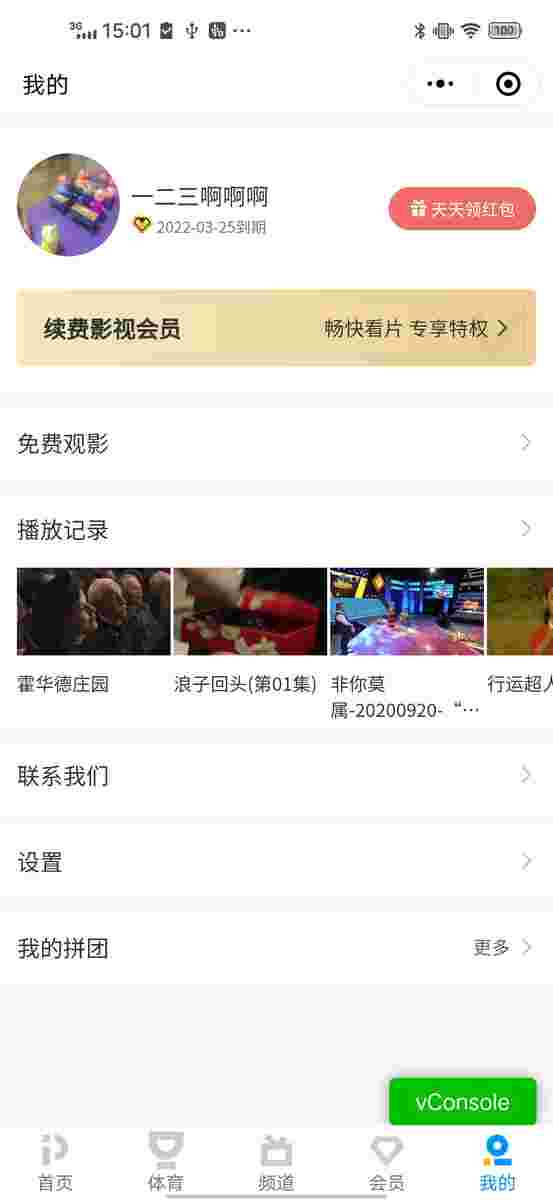 3G 15:01 ... 100
我的
一二三啊啊啊
天天领红包
2022-03-25到期
续费影视会员 畅快看片 专享特权
免费观影
播放记录
霍华德庄园 浪子回头(第01集) 非你莫 行运超人
属-20200920-“…
联系我们
设置
我的拼团 更多
vConsole
首页 体育 频道 会员 我的